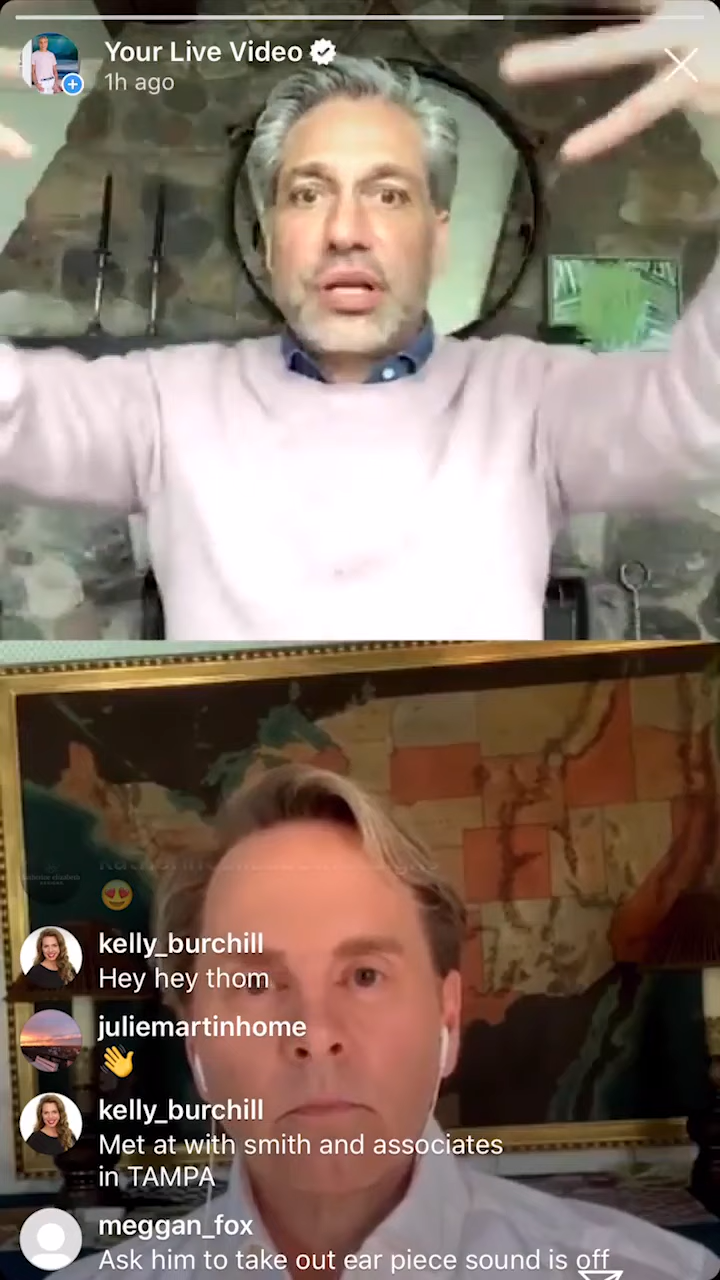 Your Live Video
1h ago
kelly_burchill
Hey hey thom
juliemartinhome
kelly_burchill
Met at with smith and associates
in TAMPA
meggan_fox
Ask him to take out ear piece sound is off